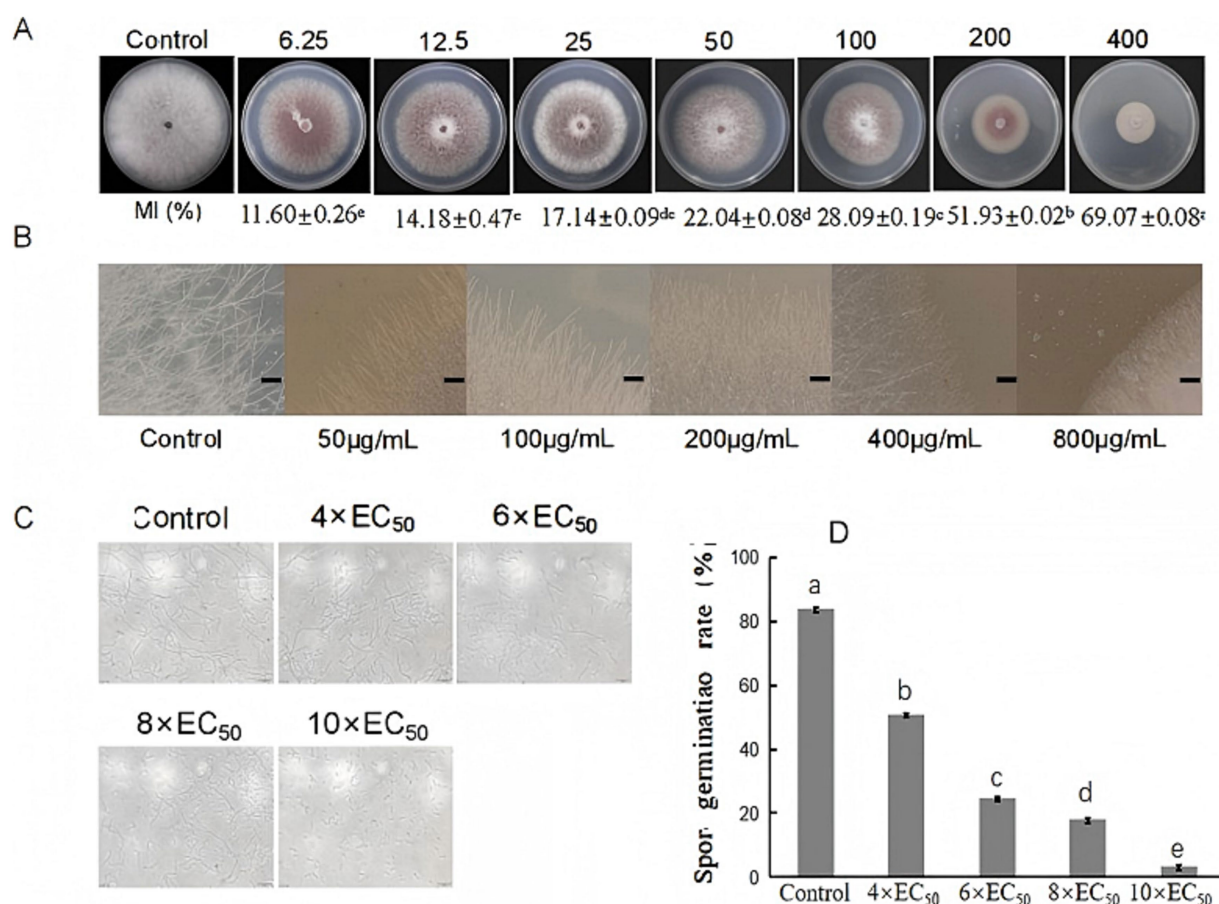 A
Control 6.25 12.5 25 50 100 200 400
MI (%) 11.60±0.26e 14.18±0.47c 17.14±0.09dc 22.04±0.08d 28.09±0.19c 51.93±0.02b 69.07±0.08a
B
Control 50µg/mL 100µg/mL 200µg/mL 400µg/mL 800µg/mL
C
Control 4×EC50 6×EC50
8×EC50 10×EC50
D
Spor germinatiao rate (%)
100
80
60
40
20
0
a
b
c
d
e
Control 4×EC50 6×EC50 8×EC50 10×EC50